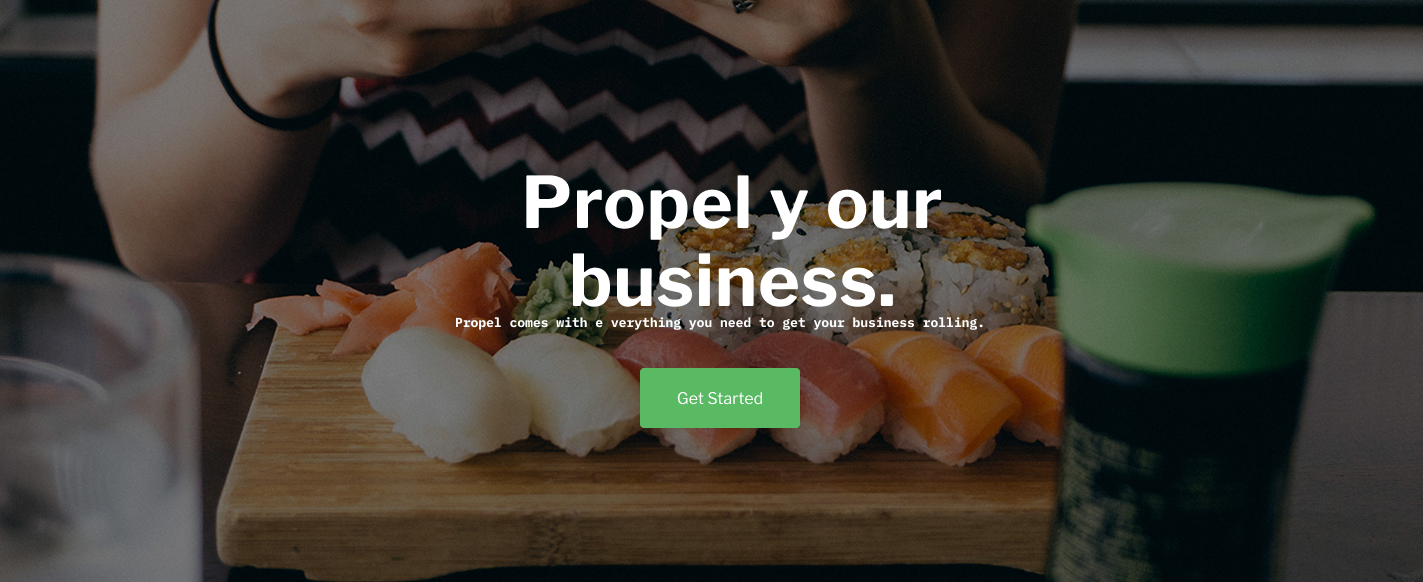 Propel y our
business.
Propel comes with e verything you need to get your business rolling.
Get Started